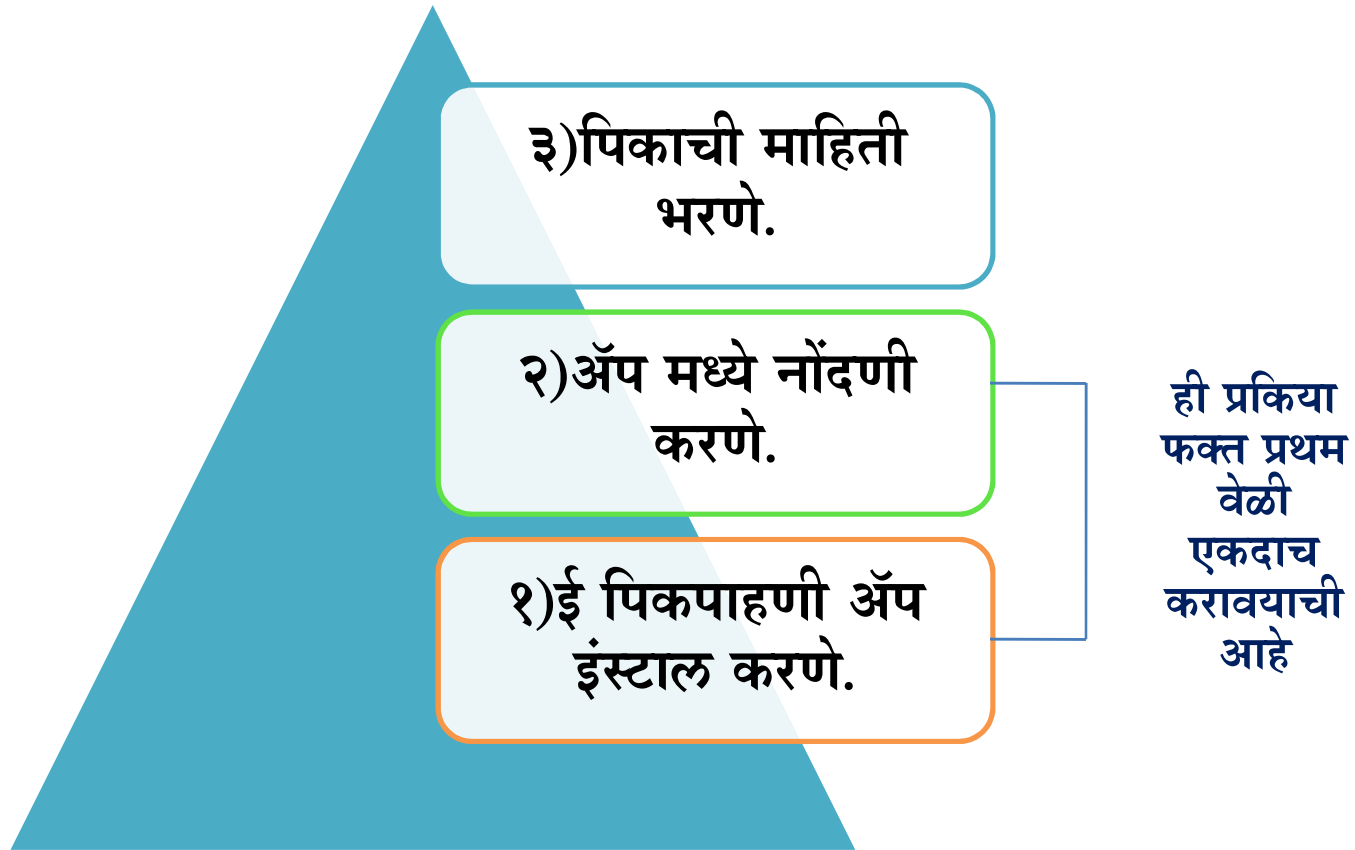 ३)पिकाची माहिती
भरणे.
२)ॲप मध्ये नोंदणी
करणे.
१)ई पिकपाहणी ॲप
इंस्टाल करणे.
ही प्रकिया
फक्त प्रथम
वेळी
एकदाच
करावयाची
आहे